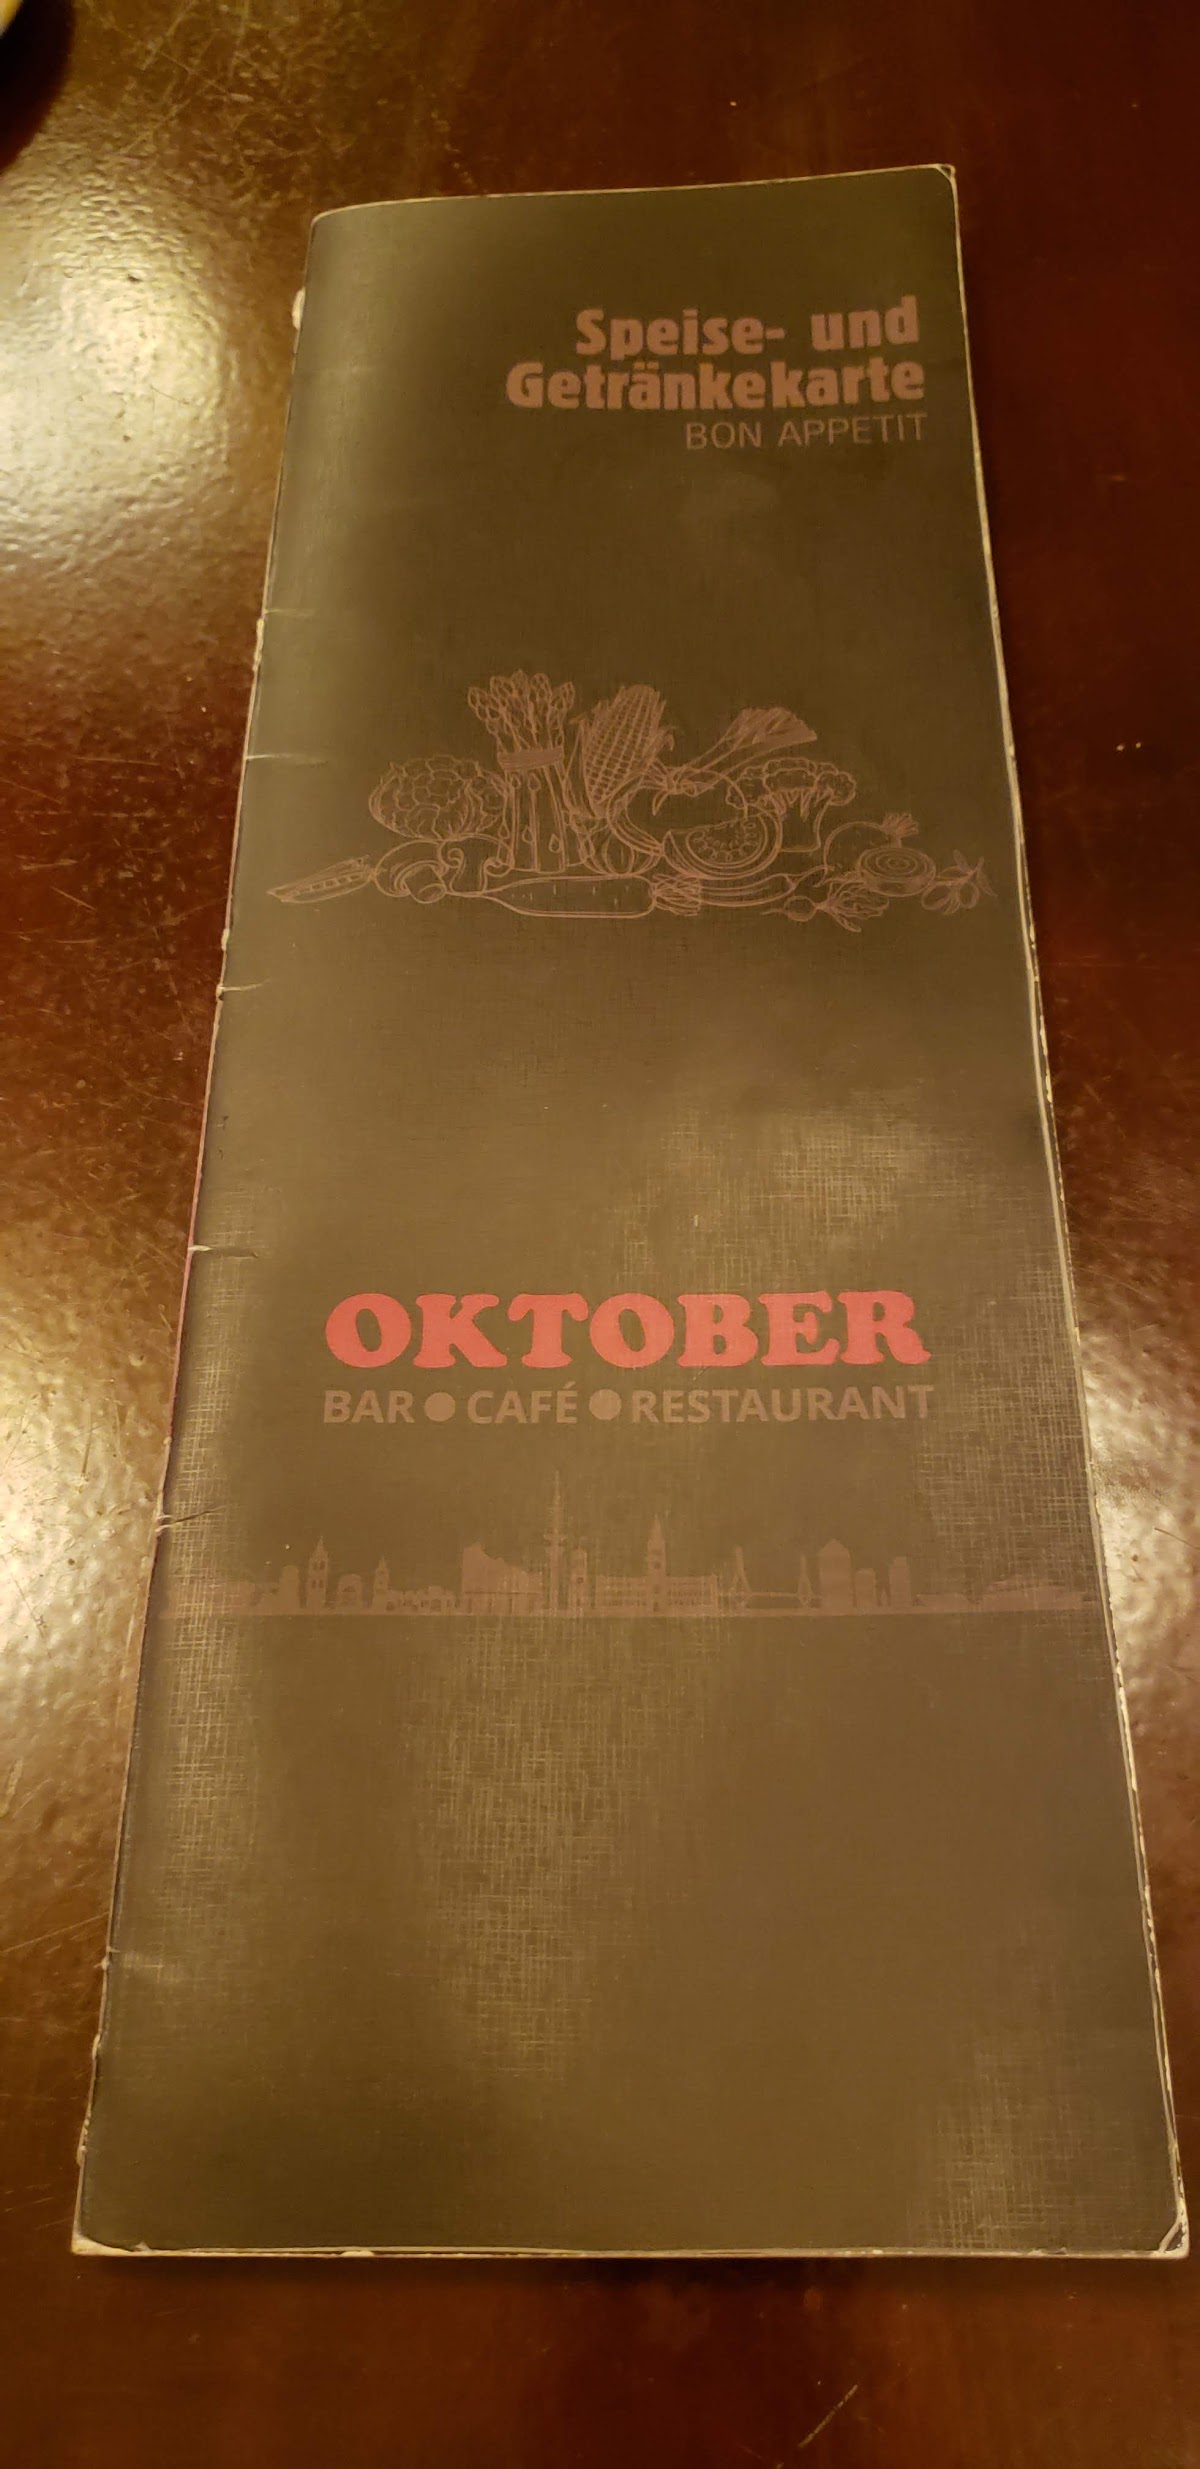 Speise- und
Getränkekarte
BON APPETIT
OKTOBER
BAR ● CAFÉ ● RESTAURANT